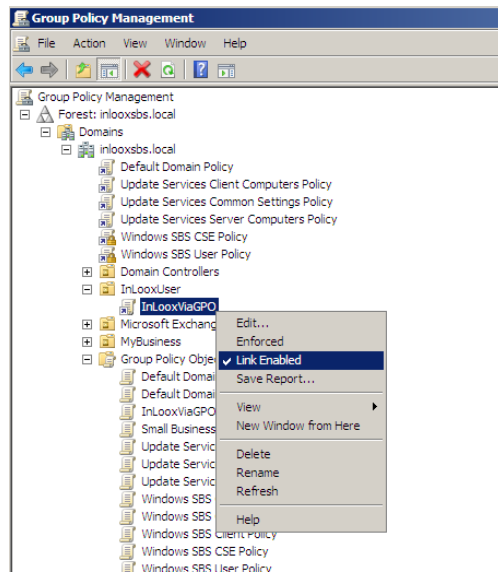 Group Policy Management
File Action View Window Help
Group Policy Management
Forest: inlooxsbs.local
Domains
inlooxsbs.local
Default Domain Policy
Update Services Client Computers Policy
Update Services Common Settings Policy
Update Services Server Computers Policy
Windows SBS CSE Policy
Windows SBS User Policy
Domain Controllers
InLooxUser
InLooxViaGPO
Microsoft Exchang
MyBusiness
Group Policy Obje
Default Domai
Default Domai
InLooxViaGPO
Small Business
Update Servic
Update Servic
Update Servic
Windows SBS
Windows SBS
Windows SBS Client Policy
Windows SBS CSE Policy
Windows SBS User Policy
Edit...
Enforced
Link Enabled
Save Report...
View
New Window from Here
Delete
Rename
Refresh
Help